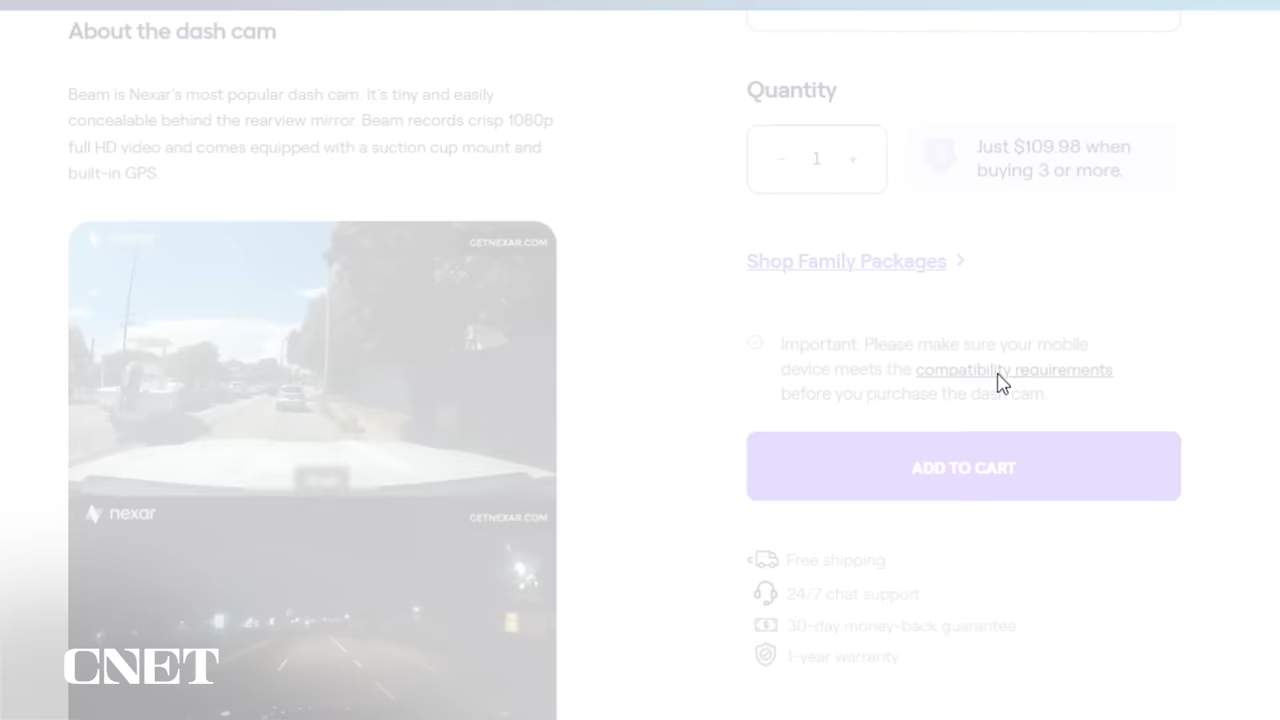 About the dash cam
Beam is Nexar's most popular dash cam. It's tiny and easily
concealable behind the rearview mirror. Beam records crisp 1080p
full HD video and comes equipped with a suction cup mount and
built-in GPS.
GETNEXAR.COM
nexar
GETNEXAR.COM
Quantity
- 1 +
Just $109.98 when
buying 3 or more.
Shop Family Packages >
Important: Please make sure your mobile
device meets the compatibility requirements
before you purchase the dash cam.
ADD TO CART
Free shipping
24/7 chat support
30-day money-back guarantee
1-year warranty
CNET